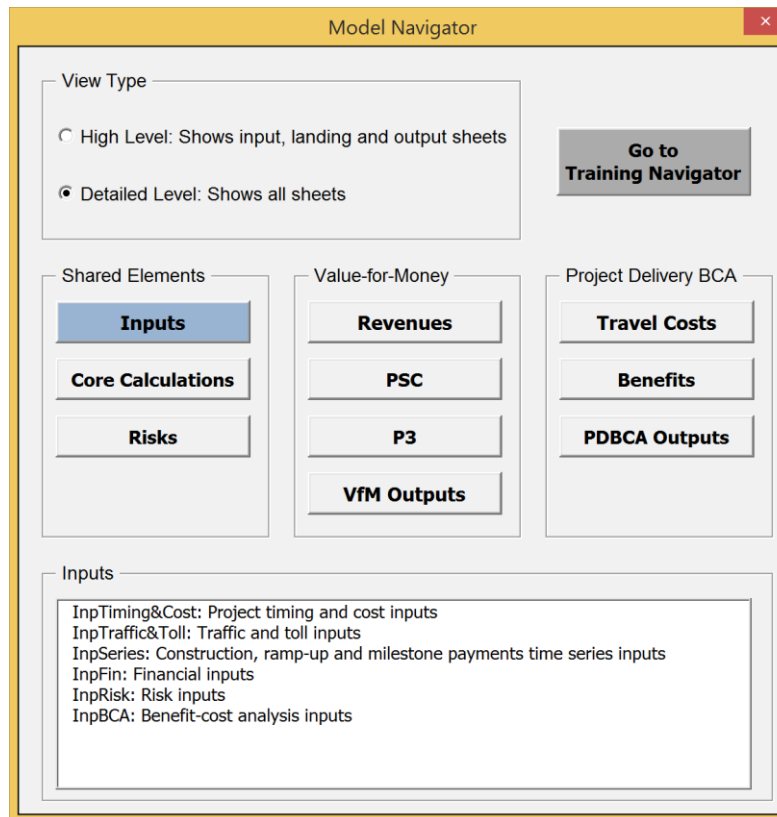 Model Navigator
×
View Type
High Level: Shows input, landing and output sheets
Detailed Level: Shows all sheets
Go to
Training Navigator
Shared Elements
Inputs
Core Calculations
Risks
Value-for-Money
Revenues
PSC
P3
VfM Outputs
Project Delivery BCA
Travel Costs
Benefits
PDBCA Outputs
Inputs
InpTiming&Cost: Project timing and cost inputs
InpTraffic&Toll: Traffic and toll inputs
InpSeries: Construction, ramp-up and milestone payments time series inputs
InpFin: Financial inputs
InpRisk: Risk inputs
InpBCA: Benefit-cost analysis inputs